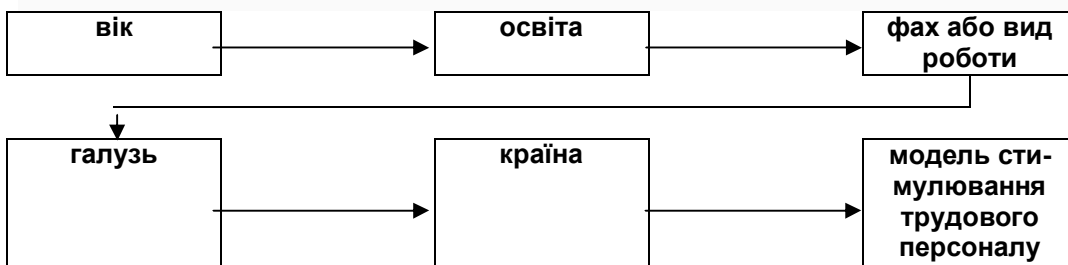 вік
освіта
фах або вид
роботи
галузь
країна
модель сти-
мулювання
трудового
персоналу